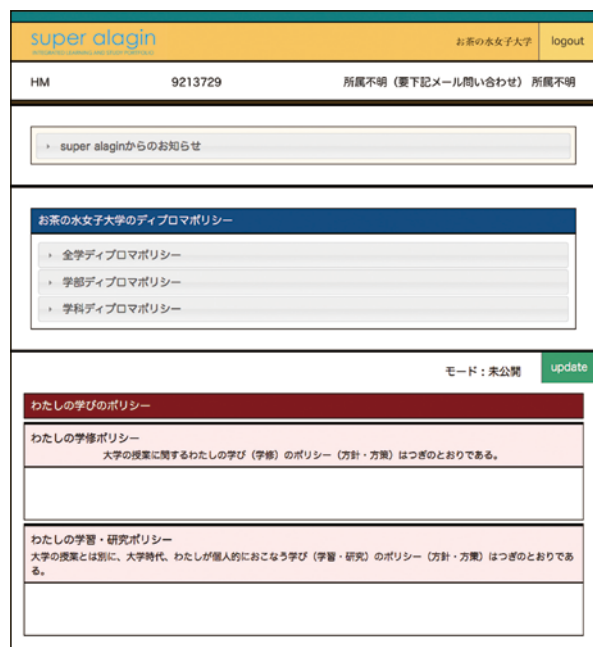 super alagin
INTEGRATED LEARNING AND STUDY PORTFOLIO
お茶の水女子大学 logout
HM 9213729 所属不明（要下記メール問い合わせ） 所属不明
super alaginからのお知らせ
お茶の水女子大学のディプロマポリシー
全学ディプロマポリシー
学部ディプロマポリシー
学科ディプロマポリシー
モード：未公開 update
わたしの学びのポリシー
わたしの学修ポリシー
大学の授業に関するわたしの学び（学修）のポリシー（方針・方策）はつぎのとおりである。
わたしの学習・研究ポリシー
大学の授業とは別に、大学時代、わたしが個人的におこなう学び（学習・研究）のポリシー（方針・方策）はつぎのとおりであ
る。